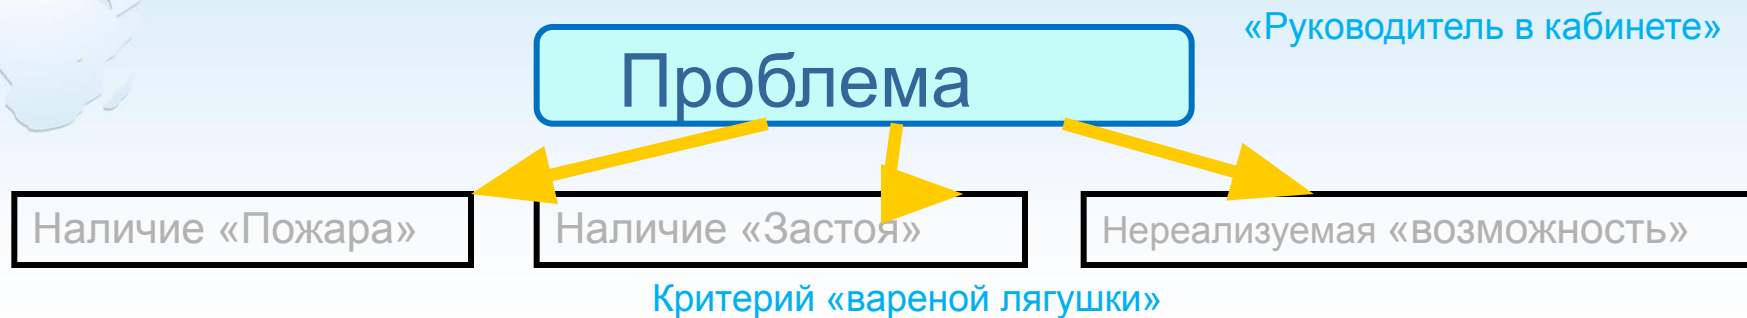 «Руководитель в кабинете»
Проблема
Наличие «Пожара»
Наличие «Застоя»
Нереализуемая «возможность»
Критерий «вареной лягушки»